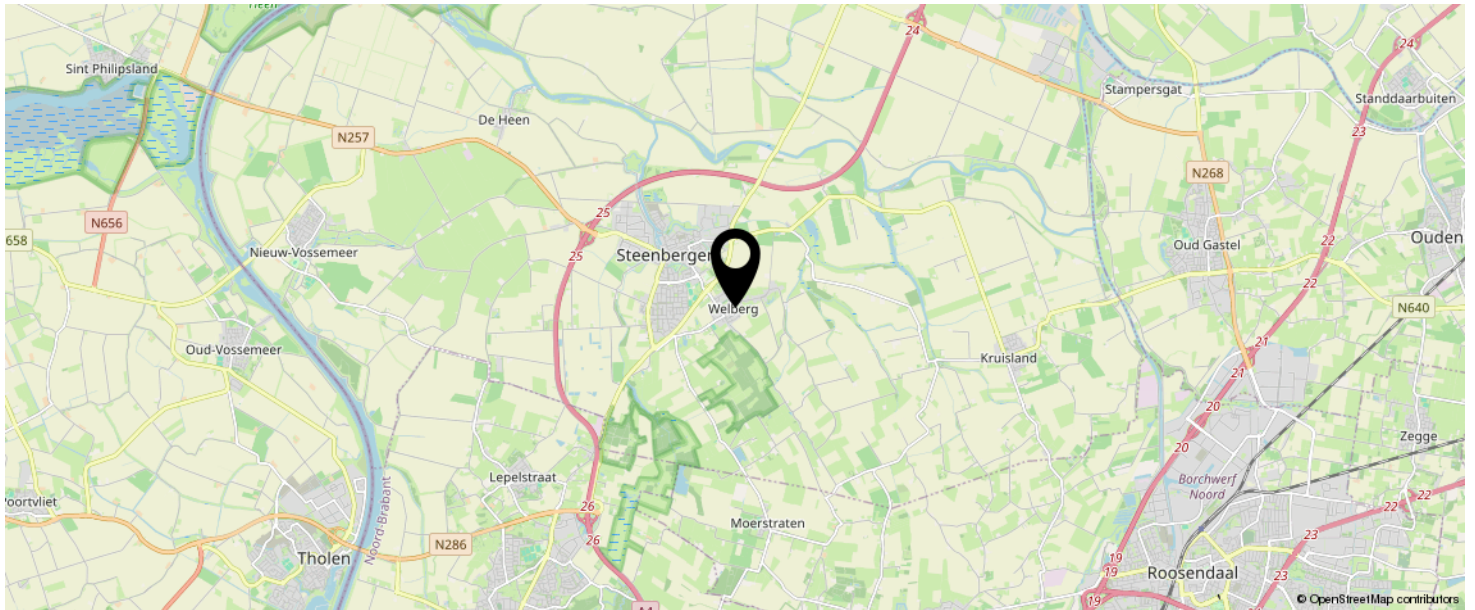 24
24
Sint Philipsland
Stampersgat
Standdaarbuiten
De Heen
23
N257
N268
N656
25
658
Nieuw-Vossemeer
25
Steenbergen
Oud Gastel
22
Ouden
22
Welberg
N640
Oud-Vossemeer
Kruisland
21
21
20
20
Zegge
Lepelstraat
Borchwerf
Noord
Poortvliet
22
22
26
Moerstraten
23
26
N286
Noord-Brabant
Tholen
19
19
Roosendaal
23
19
A4
© OpenStreetMap contributors